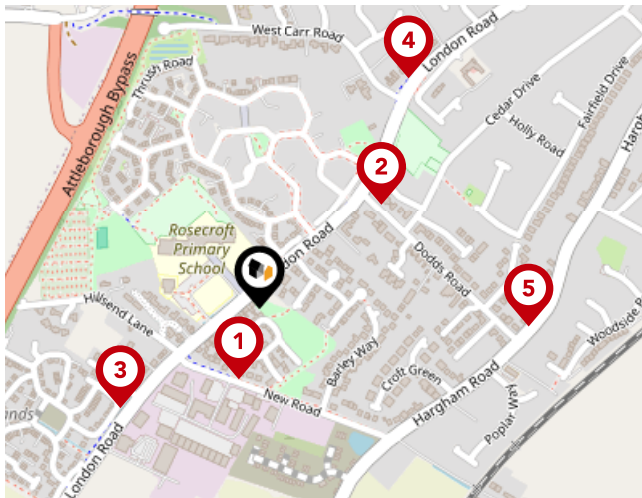 West Carr Road
4
London Road
Thrush Road
Cedar Drive
Fairfield Drive
Holly Road
Attleborough Bypass
2
Rosecroft
Primary
School
Dodds Road
5
Hillsend Lane
1
3
Barley Way
Croft Green
Woodside
New Road
Hargham Road
Poplar Way
London Road